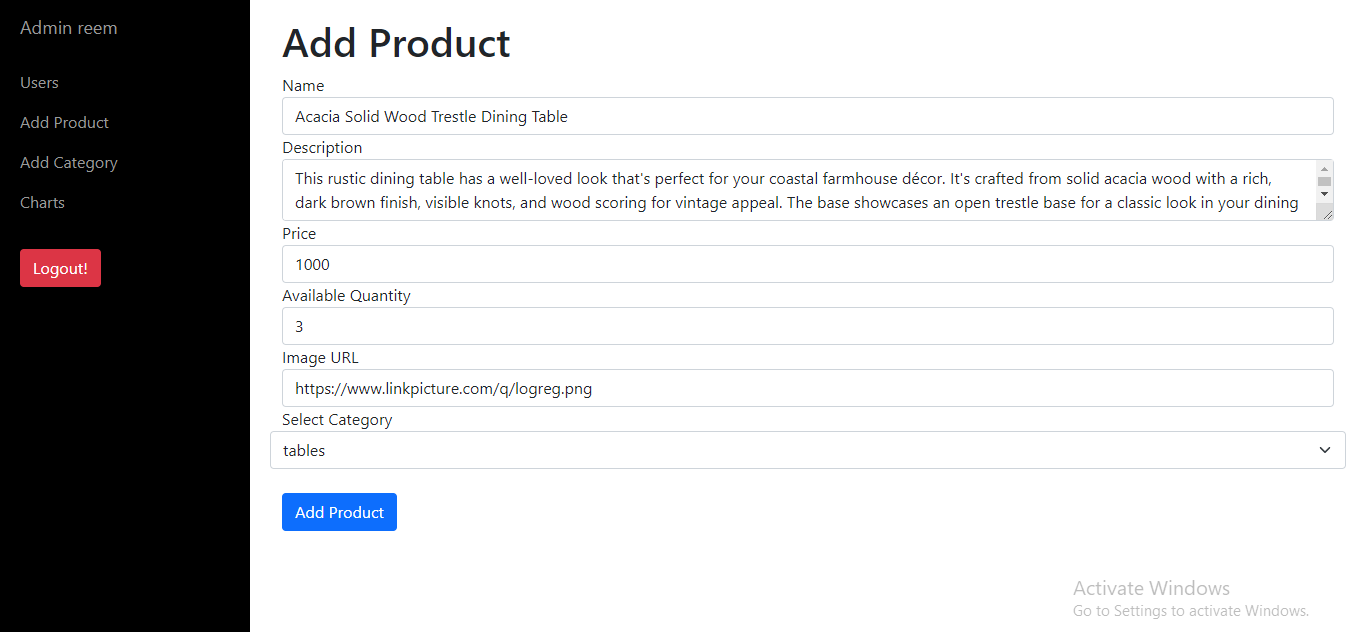 Admin reem
Users
Add Product
Add Category
Charts
Logout!
Add Product
Name
Acacia Solid Wood Trestle Dining Table
Description
This rustic dining table has a well-loved look that's perfect for your coastal farmhouse décor. It's crafted from solid acacia wood with a rich,
dark brown finish, visible knots, and wood scoring for vintage appeal. The base showcases an open trestle base for a classic look in your dining
Price
1000
Available Quantity
3
Image URL
https://www.linkpicture.com/q/logreg.png
Select Category
tables
Add Product
Activate Windows
Go to Settings to activate Windows.